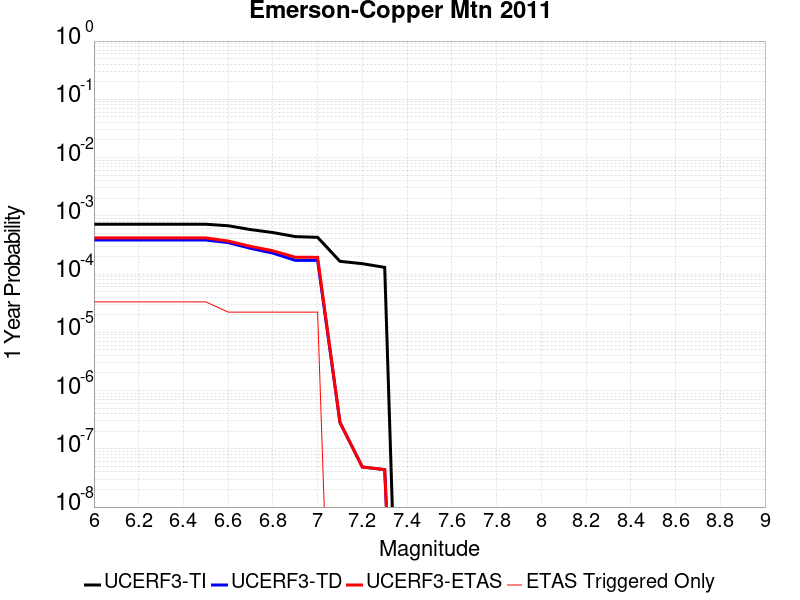 Emerson-Copper Mtn 2011
10^0
10^-1
10^-2
10^-3
10^-4
10^-5
10^-6
10^-7
10^-8
1 Year Probability
6 6.2 6.4 6.6 6.8 7 7.2 7.4 7.6 7.8 8 8.2 8.4 8.6 8.8 9
Magnitude
UCERF3-TI UCERF3-TD UCERF3-ETAS ETAS Triggered Only